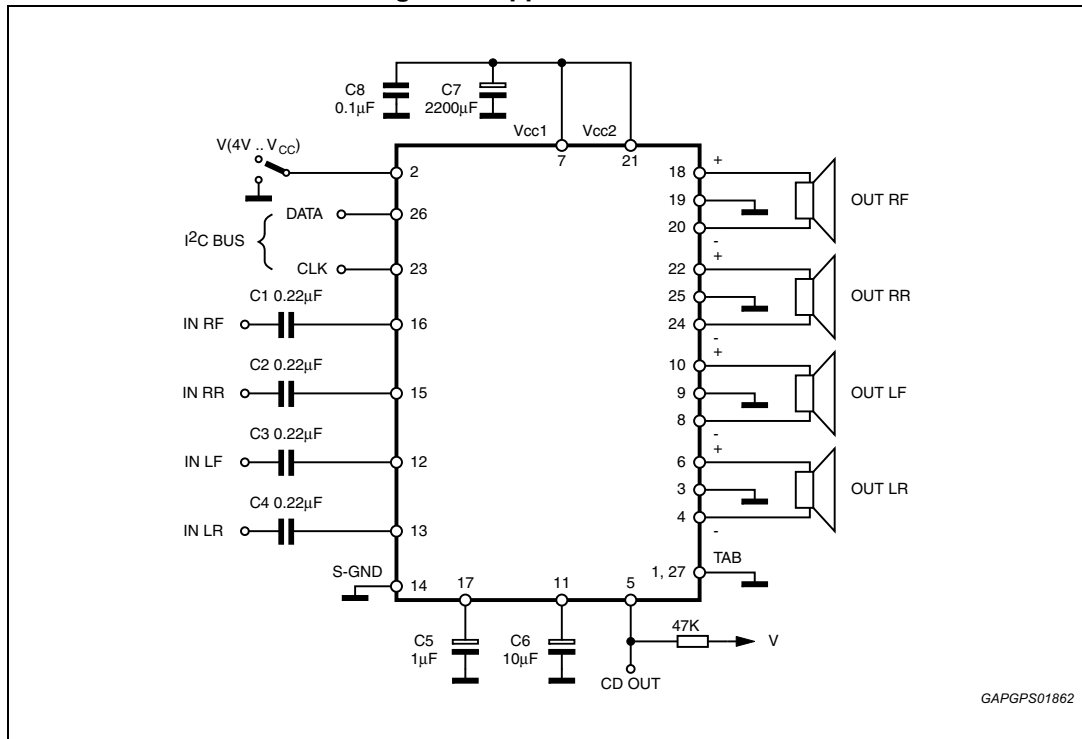 C8
0.1μF
C7
2200μF
Vcc1
Vcc2
7
21
V(4V .. VCC)
2
I2C BUS
DATA
26
CLK
23
C1 0.22μF
IN RF
16
C2 0.22μF
IN RR
15
C3 0.22μF
IN LF
12
C4 0.22μF
IN LR
13
S-GND
14
17
11
5
1, 27
TAB
18
+
19
OUT RF
20
-
+
22
25
OUT RR
24
-
+
10
9
OUT LF
8
-
+
6
3
OUT LR
4
-
C5
1μF
C6
10μF
47K
V
CD OUT
GAPGPS01862